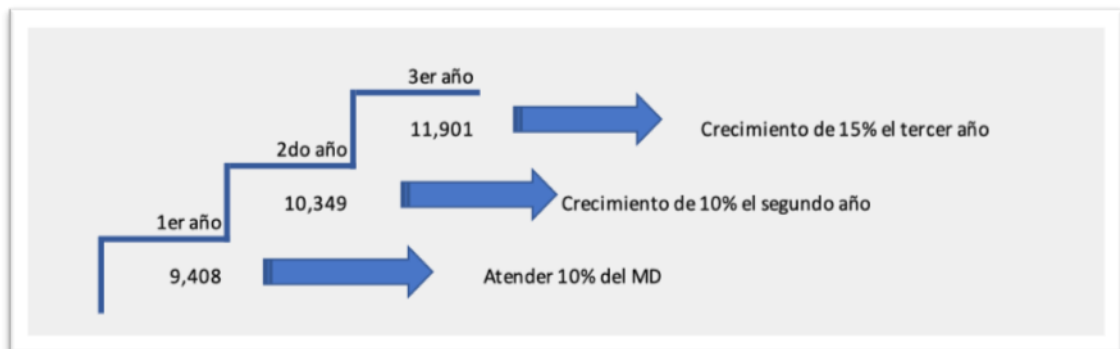 3er año
11,901
Crecimiento de 15% el tercer año
2do año
10,349
Crecimiento de 10% el segundo año
1er año
9,408
Atender 10% del MD